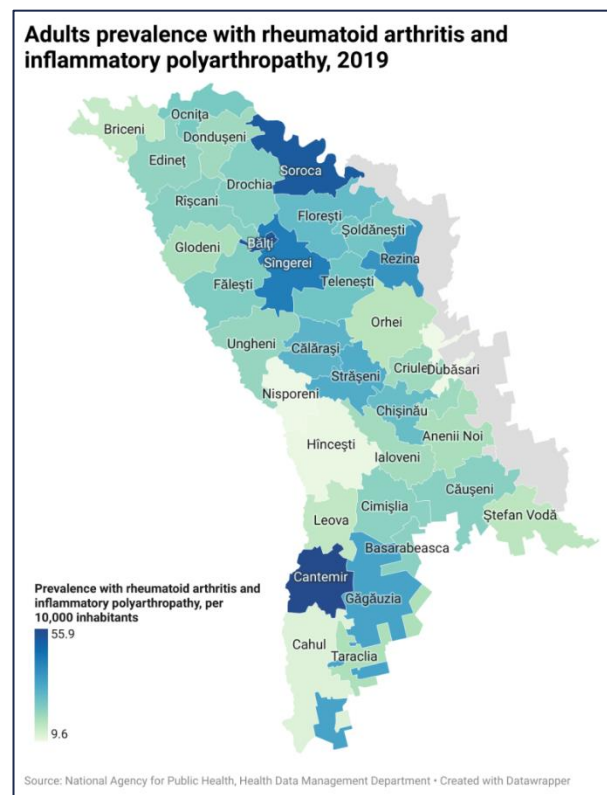 Adults prevalence with rheumatoid arthritis and
inflammatory polyarthropathy, 2019
Ocnița
Briceni
Dondușeni
Edineț
Soroca
Drochia
Rîșcani
Florești
Șoldănești
Bălți
Glodeni
Sîngerei
Rezina
Telenești
Fălești
Orhei
Ungheni
Călărași
Criule
Dubăsari
Strășeni
Nisporeni
Chișinău
Anenii Noi
Hîncești
Ialoveni
Căușeni
Cimișlia
Leova
Ștefan Vodă
Basarabeasca
Cantemir
Găgăuzia
Cahul
Taraclia
Prevalence with rheumatoid arthritis and
inflammatory polyarthropathy, per
10,000 inhabitants
55.9
9.6
Source: National Agency for Public Health, Health Data Management Department • Created with Datawrapper